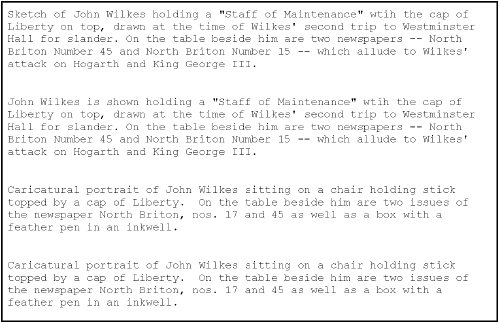 Sketch of John Wilkes holding a "Staff of Maintenance" wtih the cap of
Liberty on top, drawn at the time of Wilkes' second trip to Westminster
Hall for slander. On the table beside him are two newspapers -- North
Briton Number 45 and North Briton Number 15 -- which allude to Wilkes'
attack on Hogarth and King George III.
John Wilkes is shown holding a "Staff of Maintenance" wtih the cap of
Liberty on top, drawn at the time of Wilkes' second trip to Westminster
Hall for slander. On the table beside him are two newspapers -- North
Briton Number 45 and North Briton Number 15 -- which allude to Wilkes'
attack on Hogarth and King George III.
Caricatural portrait of John Wilkes sitting on a chair holding stick
topped by a cap of Liberty.  On the table beside him are two issues of
the newspaper North Briton, nos. 17 and 45 as well as a box with a
feather pen in an inkwell.
Caricatural portrait of John Wilkes sitting on a chair holding stick
topped by a cap of Liberty.  On the table beside him are two issues of
the newspaper North Briton, nos. 17 and 45 as well as a box with a
feather pen in an inkwell.